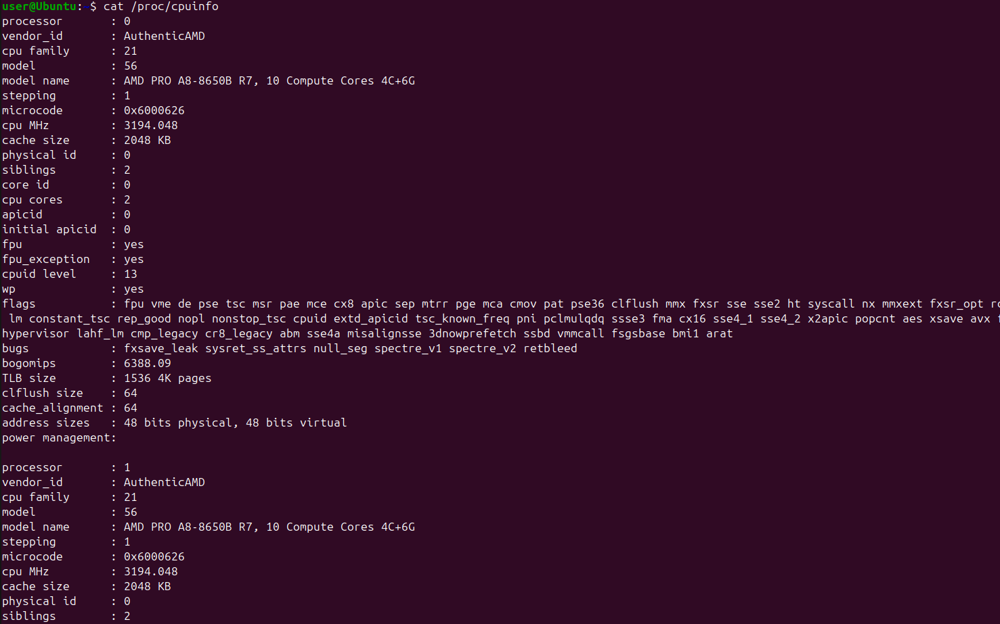 user@Ubuntu:~$ cat /proc/cpuinfo
processor : 0
vendor_id : AuthenticAMD
cpu family : 21
model : 56
model name : AMD PRO A8-8650B R7, 10 Compute Cores 4C+6G
stepping : 1
microcode : 0x6000626
cpu MHz : 3194.048
cache size : 2048 KB
physical id : 0
siblings : 2
core id : 0
cpu cores : 2
apicid : 0
initial apicid : 0
fpu : yes
fpu_exception : yes
cpuid level : 13
wp : yes
flags : fpu vme de pse tsc msr pae mce cx8 apic sep mtrr pge mca cmov pat pse36 clflush mmx fxsr sse sse2 ht syscall nx mmxext fxsr_opt
lm constant_tsc rep_good nopl nonstop_tsc cpuid extd_apicid tsc_known_freq pni pclmulqdq ssse3 fma cx16 sse4_1 sse4_2 x2apic popcnt aes xsave avx
hypervisor lahf_lm cmp_legacy cr8_legacy abm sse4a misalignsse 3dnowprefetch ssbd vmmcall fsgsbase bmi1 arat
bugs : fxsave_leak sysret_ss_attrs null_seg spectre_v1 spectre_v2 retbleed
bogomips : 6388.09
TLB size : 1536 4K pages
clflush size : 64
cache_alignment : 64
address sizes : 48 bits physical, 48 bits virtual
power management:
processor : 1
vendor_id : AuthenticAMD
cpu family : 21
model : 56
model name : AMD PRO A8-8650B R7, 10 Compute Cores 4C+6G
stepping : 1
microcode : 0x6000626
cpu MHz : 3194.048
cache size : 2048 KB
physical id : 0
siblings : 2